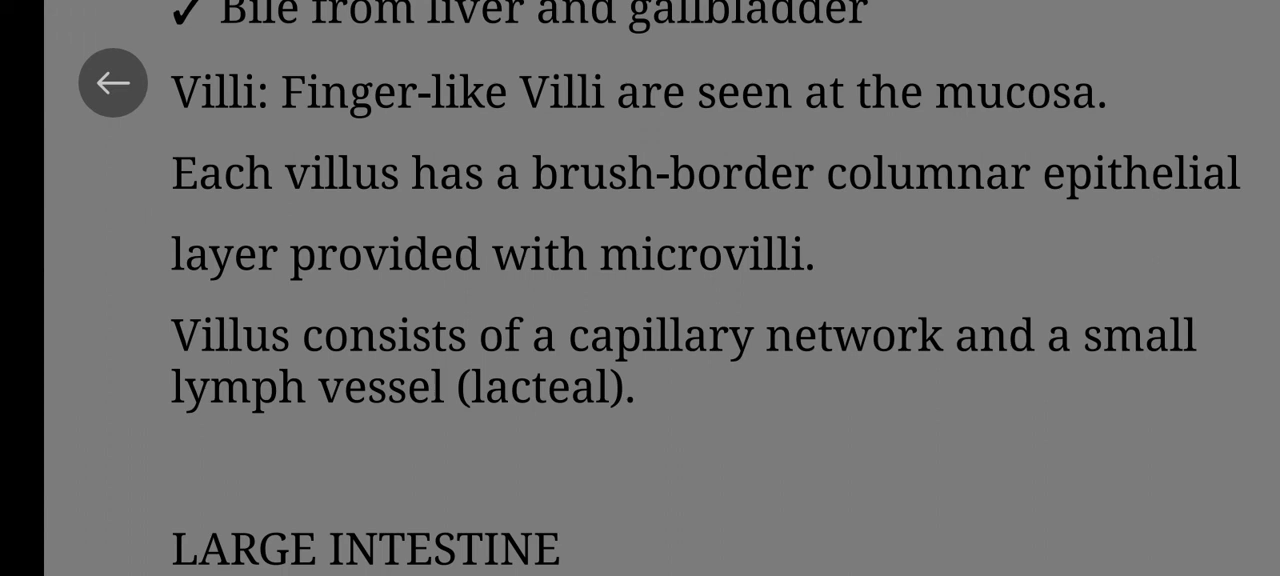 ✓ Bile from liver and gallbladder
Villi: Finger-like Villi are seen at the mucosa.
Each villus has a brush-border columnar epithelial
layer provided with microvilli.
Villus consists of a capillary network and a small
lymph vessel (lacteal).
LARGE INTESTINE